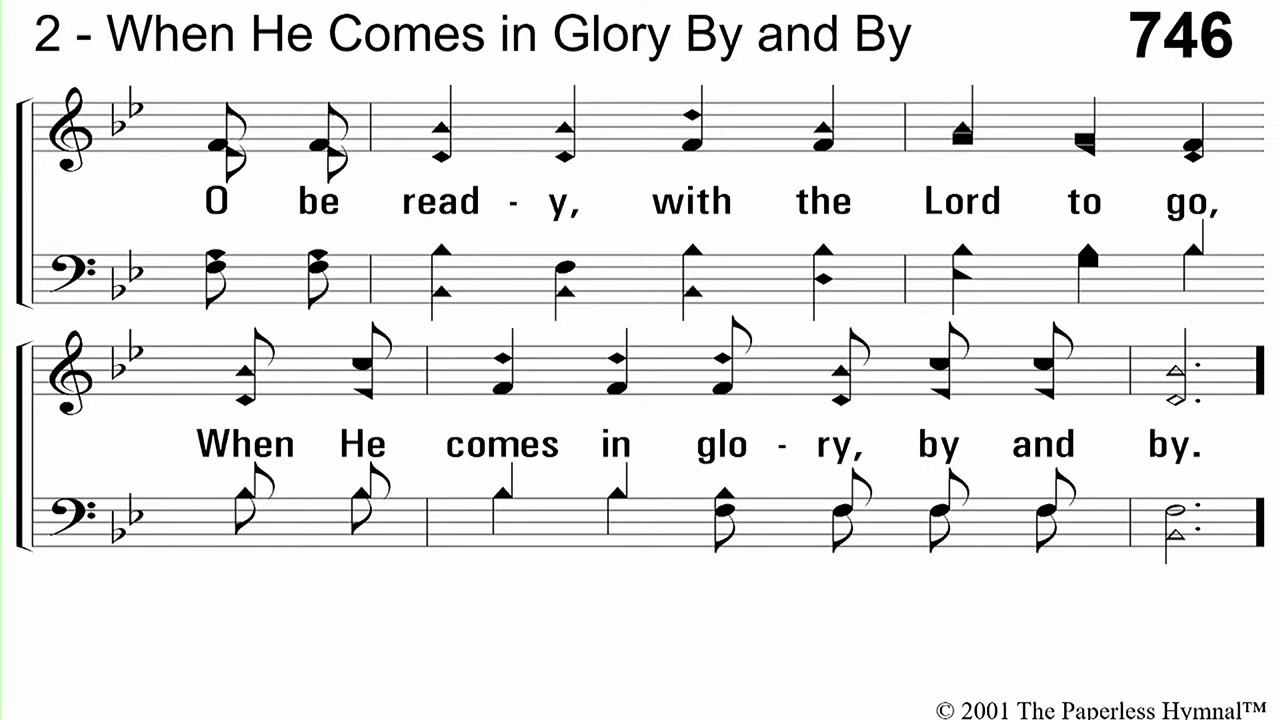 2 - When He Comes in Glory By and By 746
O be read - y, with the Lord to go,
When He comes in glo - ry, by and by.
© 2001 The Paperless Hymnal™